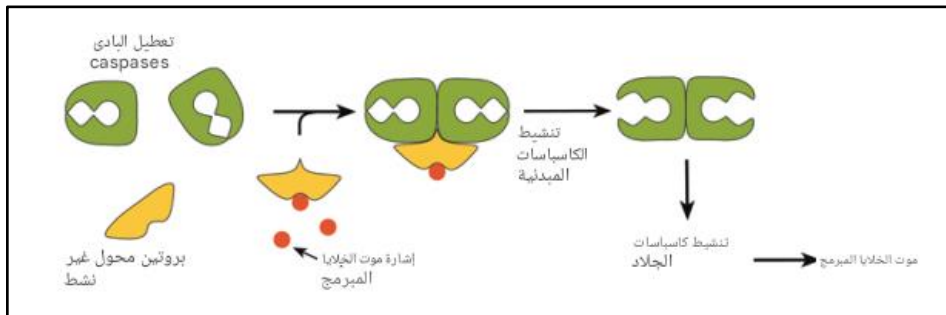 تعطيل البادئ
caspases
تنشيط
الكاسباسات
المبدئية
بروتين محول غير
نشط
إشارة موت الخلايا
المبرمج
تنشيط كاسباسات
الجلاد
موت الخلايا المبرمج